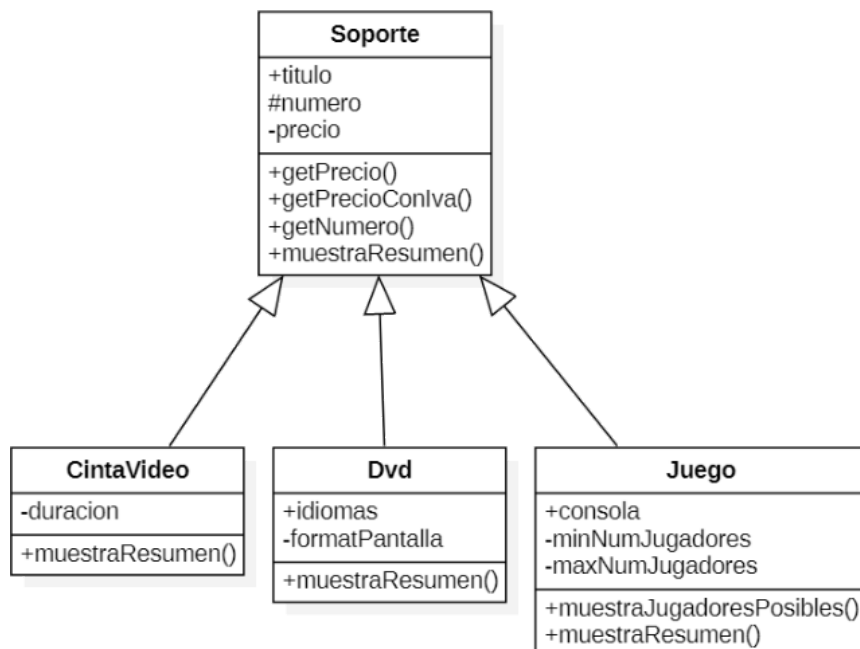 Soporte
+titulo
#numero
-precio
+getPrecio()
+getPrecioConIva()
+getNumero()
+muestraResumen()
CintaVideo
-duracion
+muestraResumen()
Dvd
+idiomas
-formatPantalla
+muestraResumen()
Juego
+consola
-minNumJugadores
-maxNumJugadores
+muestraJugadoresPosibles()
+muestraResumen()